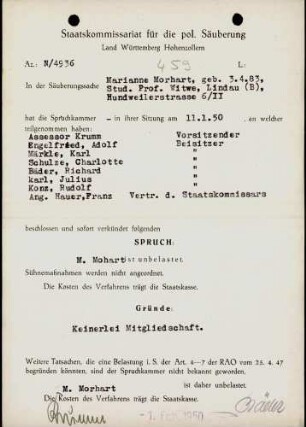 Staatskommissariat für die pol. Säuberung
Land Württemberg Hohenzollern
Az.: N/4936 459 L:
In der Säuberungssache Marianne Morhart, geb. 3.4.83,
Stud. Prof. Witwe, Lindau (B),
Hundweilerstrasse 6/II
hat die Spruchkammer – in ihrer Sitzung am 11.1.50 , an welcher
teilgenommen haben:
Assessor Krumm Vorsitzender
Engelfried, Adolf Beisitzer
Märkle, Karl "
Schulze, Charlotte "
Bäder, Richard "
karl, Julius "
Konz, Rudolf "
Ang. Hauer,Franz Vertr. d. Staatskommissars
beschlossen und sofort verkündet folgenden
SPRUCH:
M. Mohart ist unbelastet.
Sühnemaßnahmen werden nicht angeordnet.
Die Kosten des Verfahrens trägt die Staatskasse.
Gründe:
Keinerlei Mitgliedschaft.
Weitere Tatsachen, die eine Belastung i. S. der Art. 4–7 der RAO vom 25. 4. 47
begründen könnten, sind der Spruchkammer nicht bekannt geworden.
M. Morhart ist daher unbelastet.
Die Kosten des Verfahrens trägt die Staatskasse.
1950